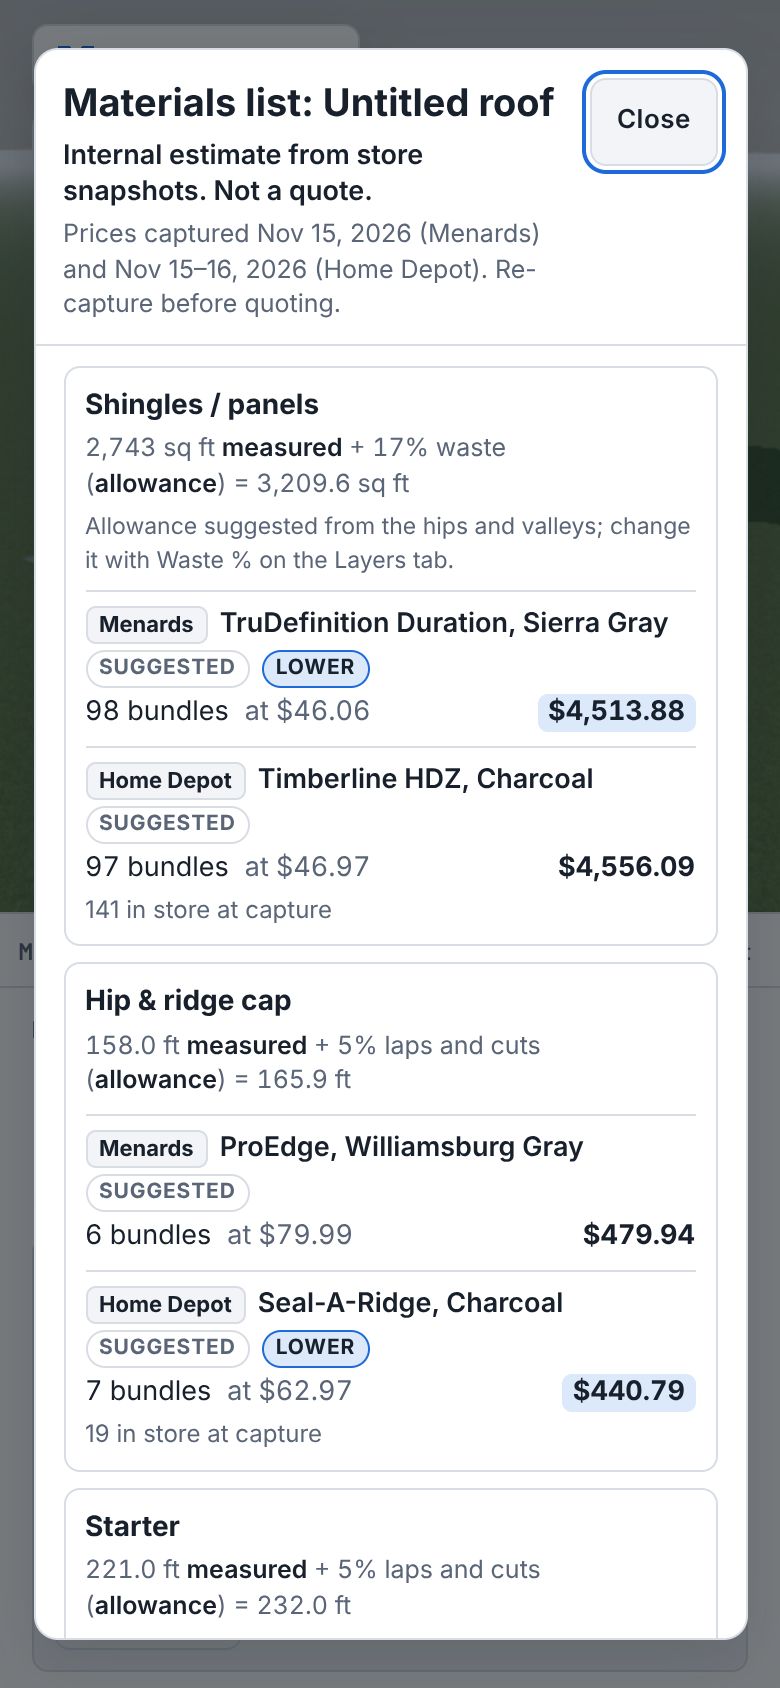 Materials list: Untitled roof
Close
Internal estimate from store
snapshots. Not a quote.
Prices captured Nov 15, 2026 (Menards)
and Nov 15–16, 2026 (Home Depot). Re-
capture before quoting.
Shingles / panels
2,743 sq ft measured + 17% waste
(allowance) = 3,209.6 sq ft
Allowance suggested from the hips and valleys; change
it with Waste % on the Layers tab.
Menards TruDefinition Duration, Sierra Gray
SUGGESTED LOWER
98 bundles at $46.06 $4,513.88
Home Depot Timberline HDZ, Charcoal
SUGGESTED
97 bundles at $46.97 $4,556.09
141 in store at capture
Hip & ridge cap
158.0 ft measured + 5% laps and cuts
(allowance) = 165.9 ft
Menards ProEdge, Williamsburg Gray
SUGGESTED
6 bundles at $79.99 $479.94
Home Depot Seal-A-Ridge, Charcoal
SUGGESTED LOWER
7 bundles at $62.97 $440.79
19 in store at capture
Starter
221.0 ft measured + 5% laps and cuts
(allowance) = 232.0 ft